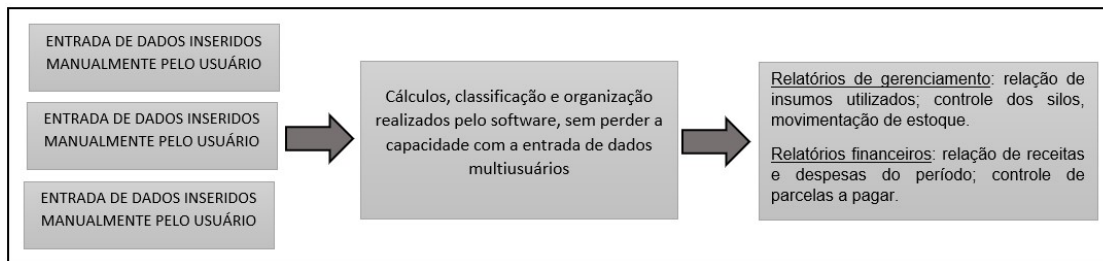 ENTRADA DE DADOS INSERIDOS
MANUALMENTE PELO USUÁRIO
ENTRADA DE DADOS INSERIDOS
MANUALMENTE PELO USUÁRIO
ENTRADA DE DADOS INSERIDOS
MANUALMENTE PELO USUÁRIO
Cálculos, classificação e organização
realizados pelo software, sem perder a
capacidade com a entrada de dados
multiusuários
Relatórios de gerenciamento: relação de
insumos utilizados; controle dos silos,
movimentação de estoque.
Relatórios financeiros: relação de receitas
e despesas do período; controle de
parcelas a pagar.